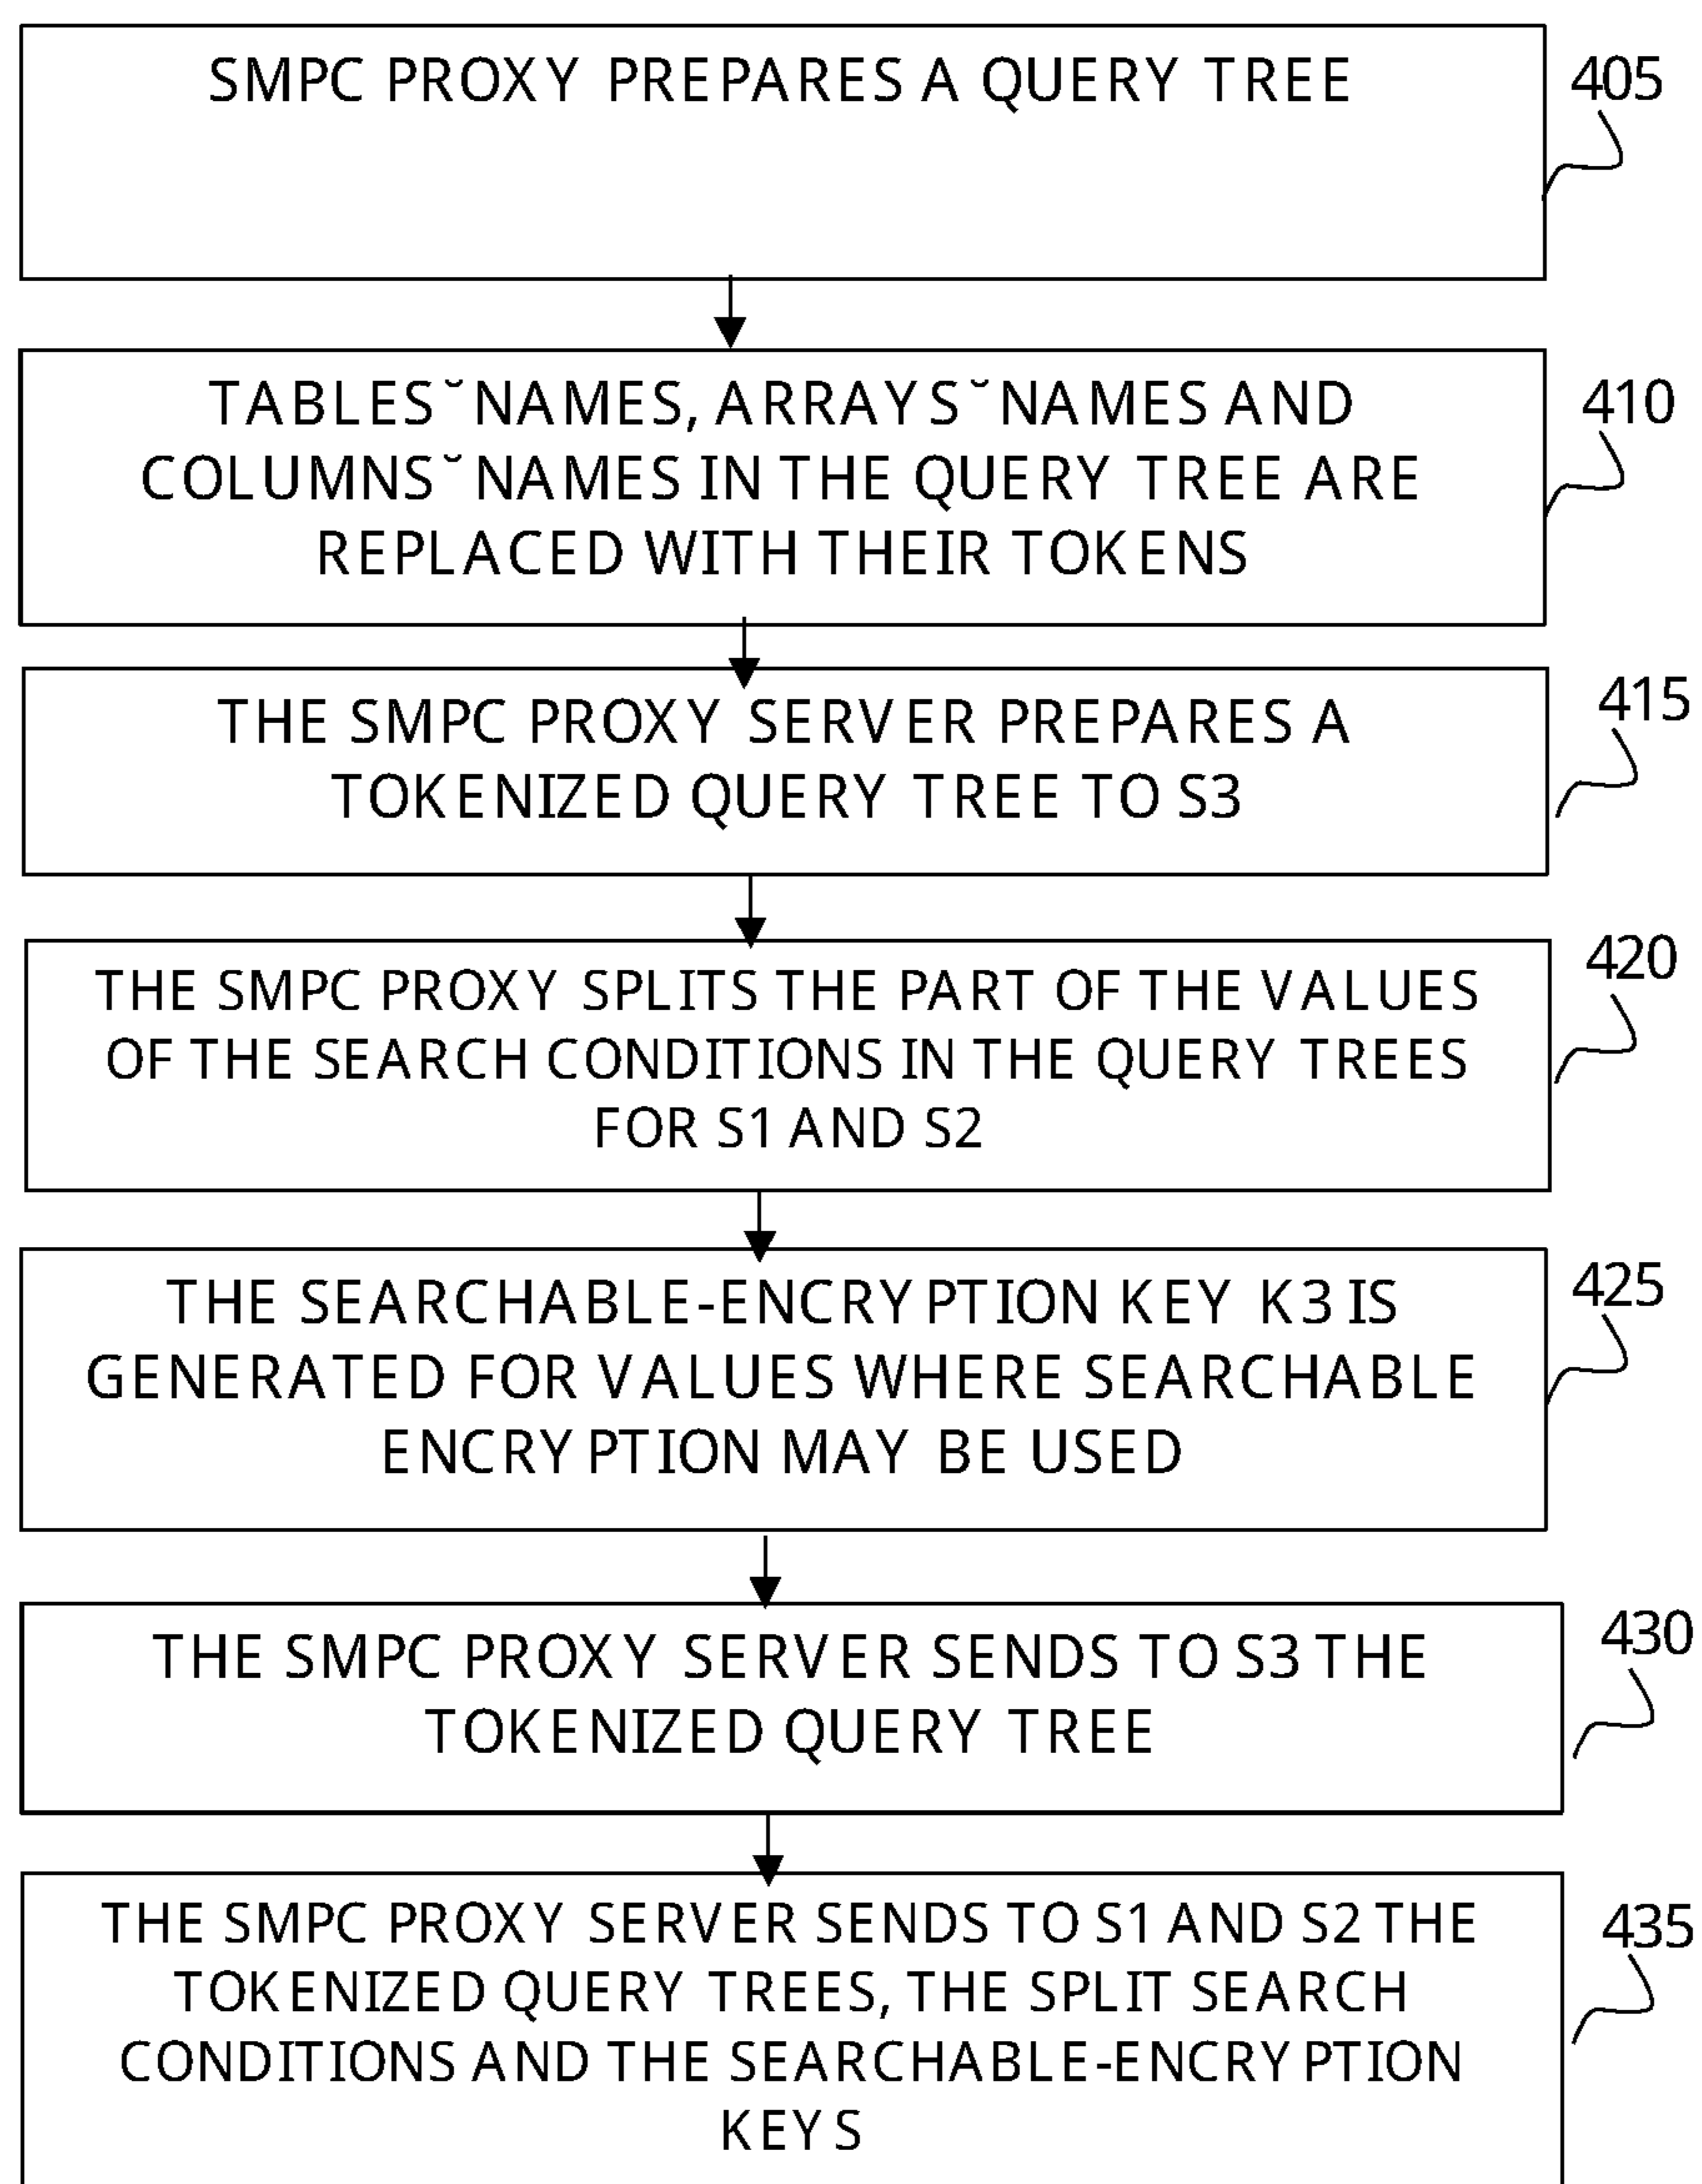 SMPC PROXY PREPARES A QUERY TREE
405
TABLES˘NAMES, ARRAYS˘NAMES AND
COLUMNS˘NAMES IN THE QUERY TREE ARE
REPLACED WITH THEIR TOKENS
410
THE SMPC PROXY SERVER PREPARES A
TOKENIZED QUERY TREE TO S3
415
THE SMPC PROXY SPLITS THE PART OF THE VALUES
OF THE SEARCH CONDITIONS IN THE QUERY TREES
FOR S1 AND S2
420
THE SEARCHABLE-ENCRYPTION KEY K3 IS
GENERATED FOR VALUES WHERE SEARCHABLE
ENCRYPTION MAY BE USED
425
THE SMPC PROXY SERVER SENDS TO S3 THE
TOKENIZED QUERY TREE
430
THE SMPC PROXY SERVER SENDS TO S1 AND S2 THE
TOKENIZED QUERY TREES, THE SPLIT SEARCH
CONDITIONS AND THE SEARCHABLE-ENCRYPTION
KEYS
435